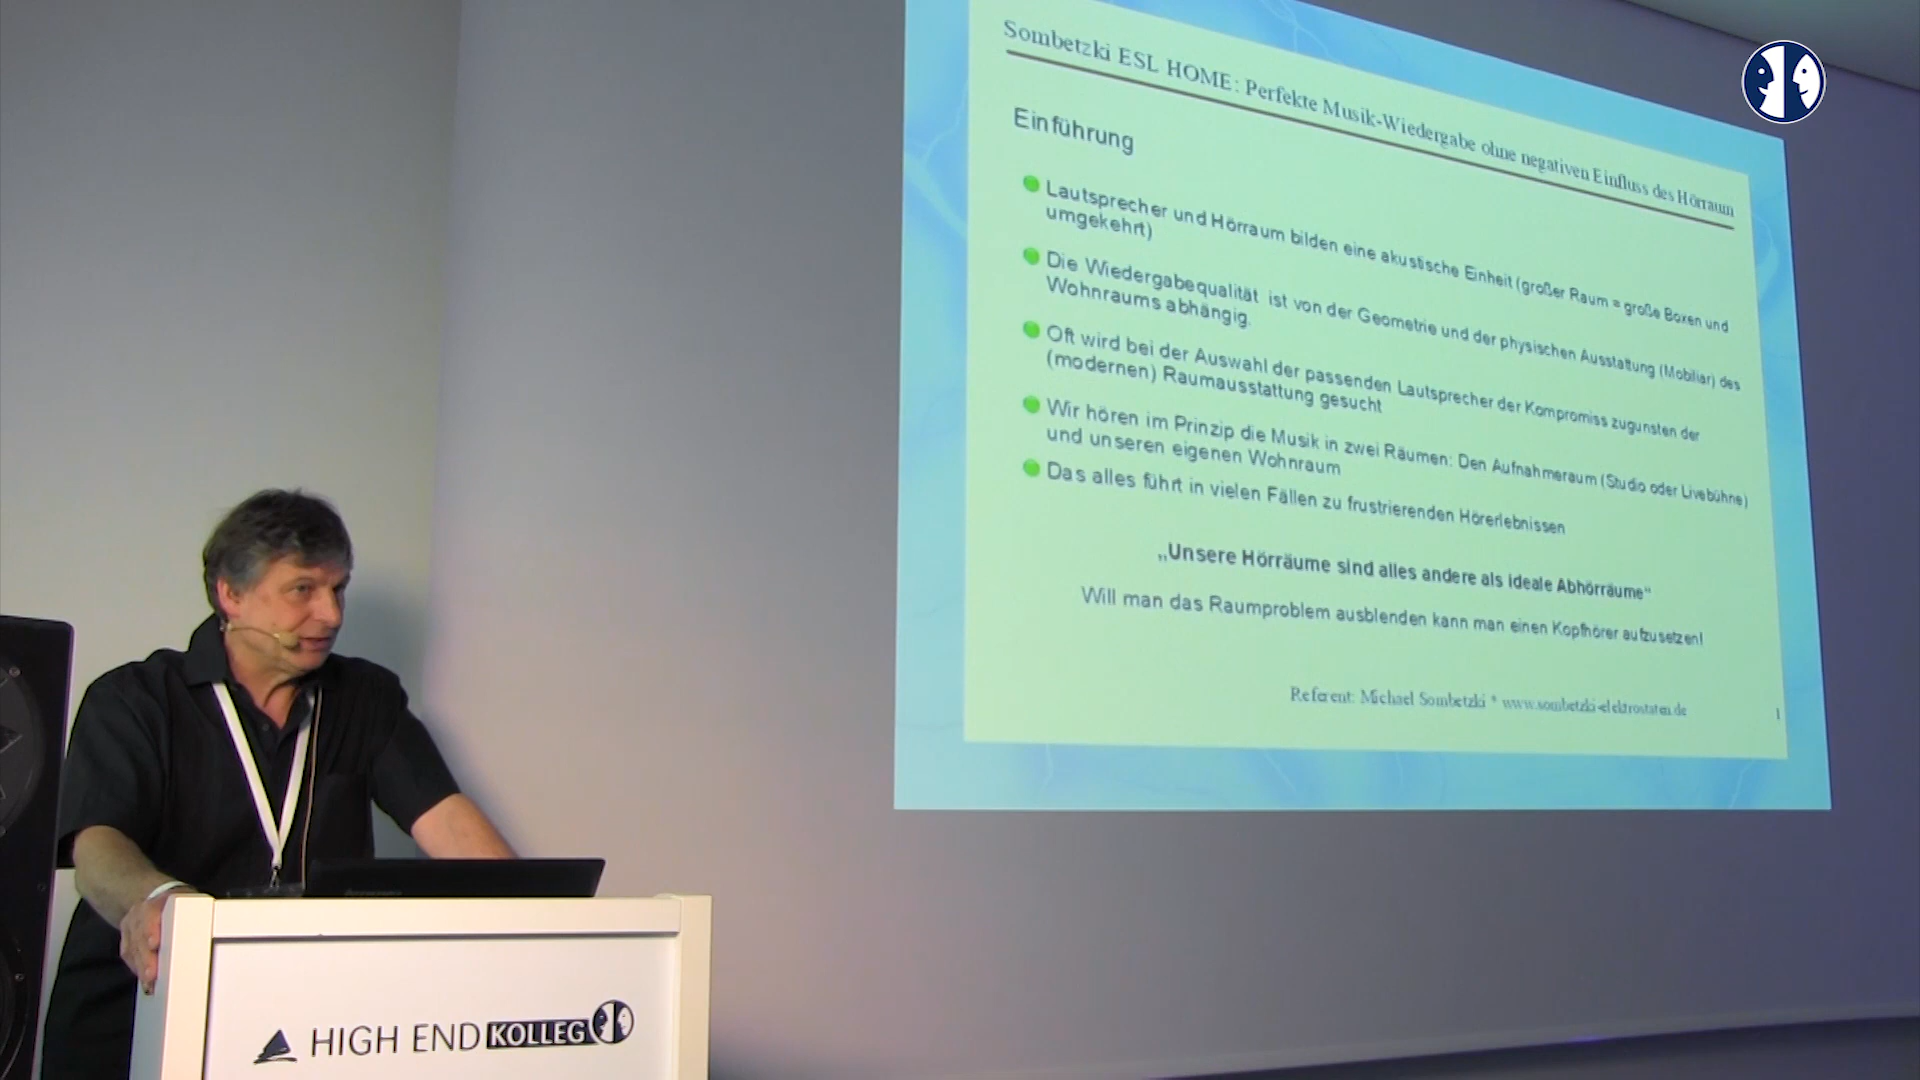 Sombetzki ESL HOME: Perfekte Musik-Wiedergabe ohne negativen Einfluss des Hörraum
Einführung
Lautsprecher und Hörraum bilden eine akustische Einheit (großer Raum = große Boxen und
umgekehrt)
Die Wiedergabequalität ist von der Geometrie und der physischen Ausstattung (Mobiliar) des
Wohnraums abhängig.
Oft wird bei der Auswahl der passenden Lautsprecher der Kompromiss zugunsten der
(modernen) Raumausstattung gesucht
Wir hören im Prinzip die Musik in zwei Räumen: Den Aufnahmeraum (Studio oder Livebühne)
und unseren eigenen Wohnraum
Das alles führt in vielen Fällen zu frustrierenden Hörerlebnissen
„Unsere Hörräume sind alles andere als ideale Abhörräume“
Will man das Raumproblem ausblenden kann man einen Kopfhörer aufzusetzen!
Referent: Michael Sombetzki * www.sombetzki-elektrostaten.de
1
HIGH END KOLLEG